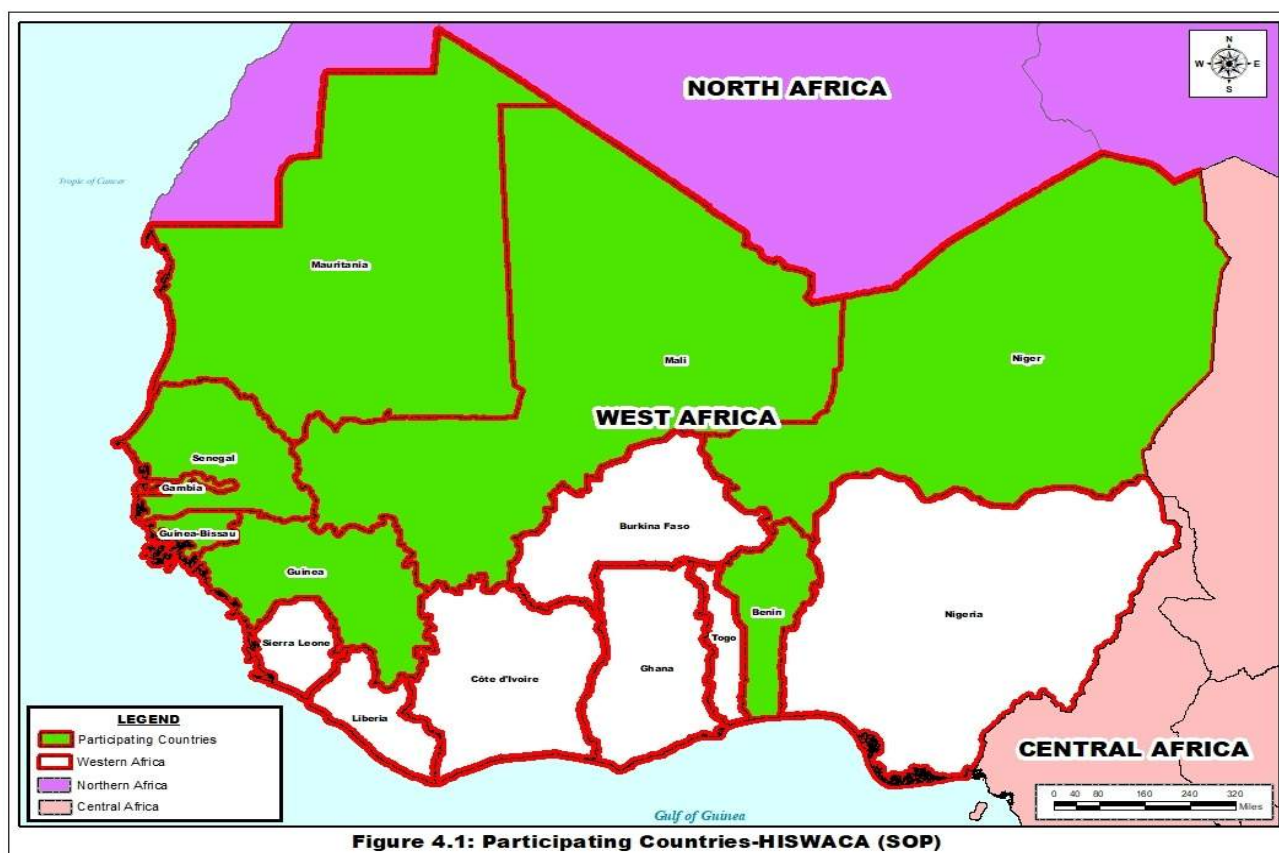 NORTH AFRICA
N
W E
S
Tropic of Cancer
Mauritania
Mali
Niger
WEST AFRICA
Senegal
Gambia
Guinea-Bissau
Burkina Faso
Guinea
Benin
Nigeria
Sierra Leone
Togo
Ghana
Côte d'Ivoire
Liberia
LEGEND
Participating Countries
Western Africa
Northern Africa
Central Africa
CENTRAL AFRICA
0 40 80 160 240 320
Miles
Gulf of Guinea
Figure 4.1: Participating Countries-HISWACA (SOP)